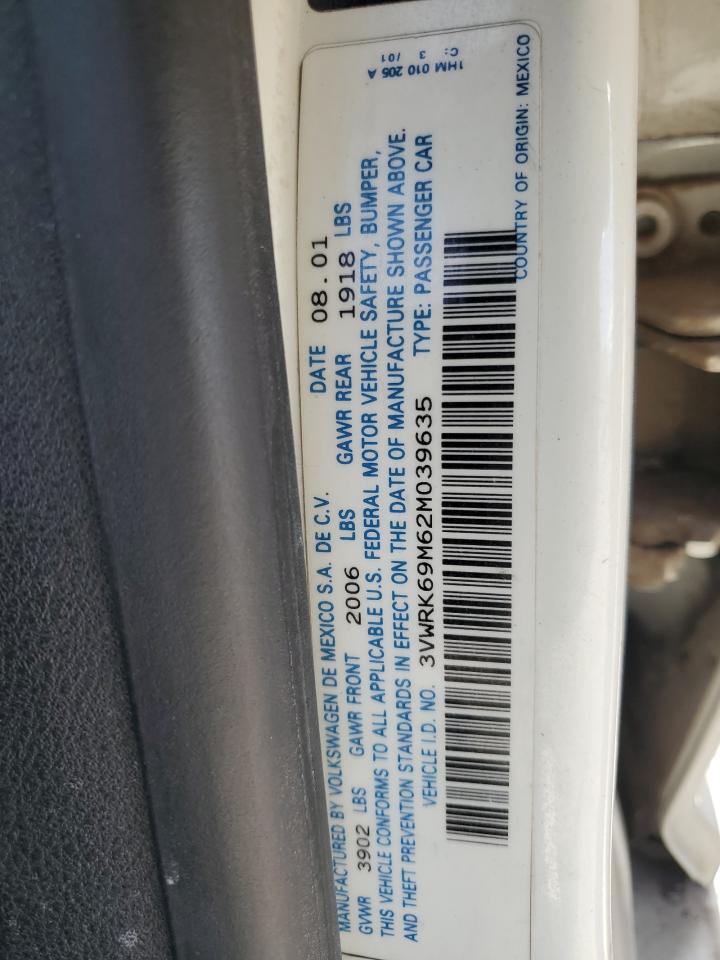 MANUFACTURED BY VOLKSWAGEN DE MEXICO S.A. DE C.V. DATE 08.01
GVWR 3902 LBS GAWR FRONT 2006 LBS GAWR REAR 1918 LBS
THIS VEHICLE CONFORMS TO ALL APPLICABLE U.S. FEDERAL MOTOR VEHICLE SAFETY, BUMPER,
AND THEFT PREVENTION STANDARDS IN EFFECT ON THE DATE OF MANUFACTURE SHOWN ABOVE.
VEHICLE I.D. NO. 3VWRK69M62M039635 TYPE: PASSENGER CAR
COUNTRY OF ORIGIN: MEXICO
1HM 010 205 A
C: 3 /01